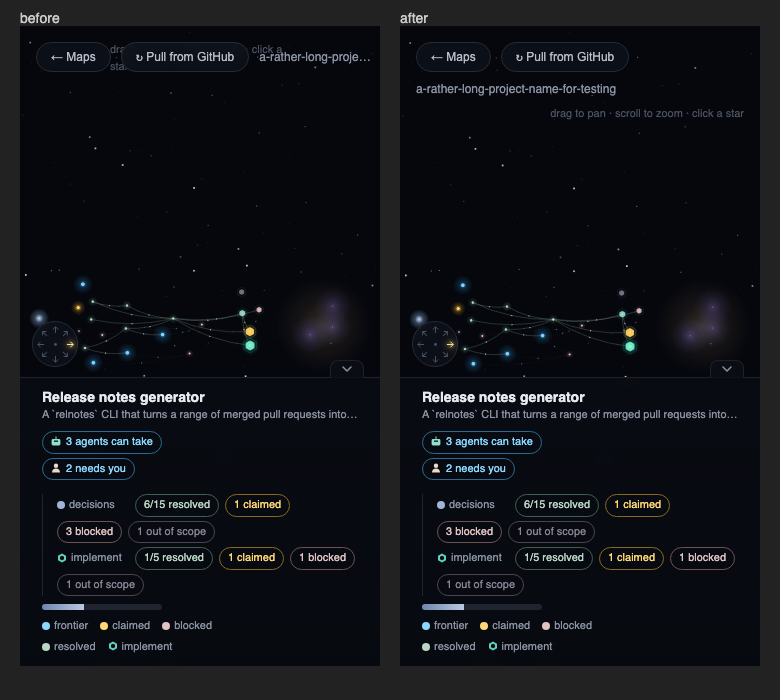 before
dra click a
← Maps
↻ Pull from GitHub
a-rather-long-proje…
sta
Release notes generator
A `relnotes` CLI that turns a range of merged pull requests into…
3 agents can take
2 needs you
decisions 6/15 resolved 1 claimed
3 blocked 1 out of scope
implement 1/5 resolved 1 claimed 1 blocked
1 out of scope
frontier claimed blocked
resolved implement
after
← Maps
↻ Pull from GitHub
a-rather-long-project-name-for-testing
drag to pan · scroll to zoom · click a star
Release notes generator
A `relnotes` CLI that turns a range of merged pull requests into…
3 agents can take
2 needs you
decisions 6/15 resolved 1 claimed
3 blocked 1 out of scope
implement 1/5 resolved 1 claimed 1 blocked
1 out of scope
frontier claimed blocked
resolved implement